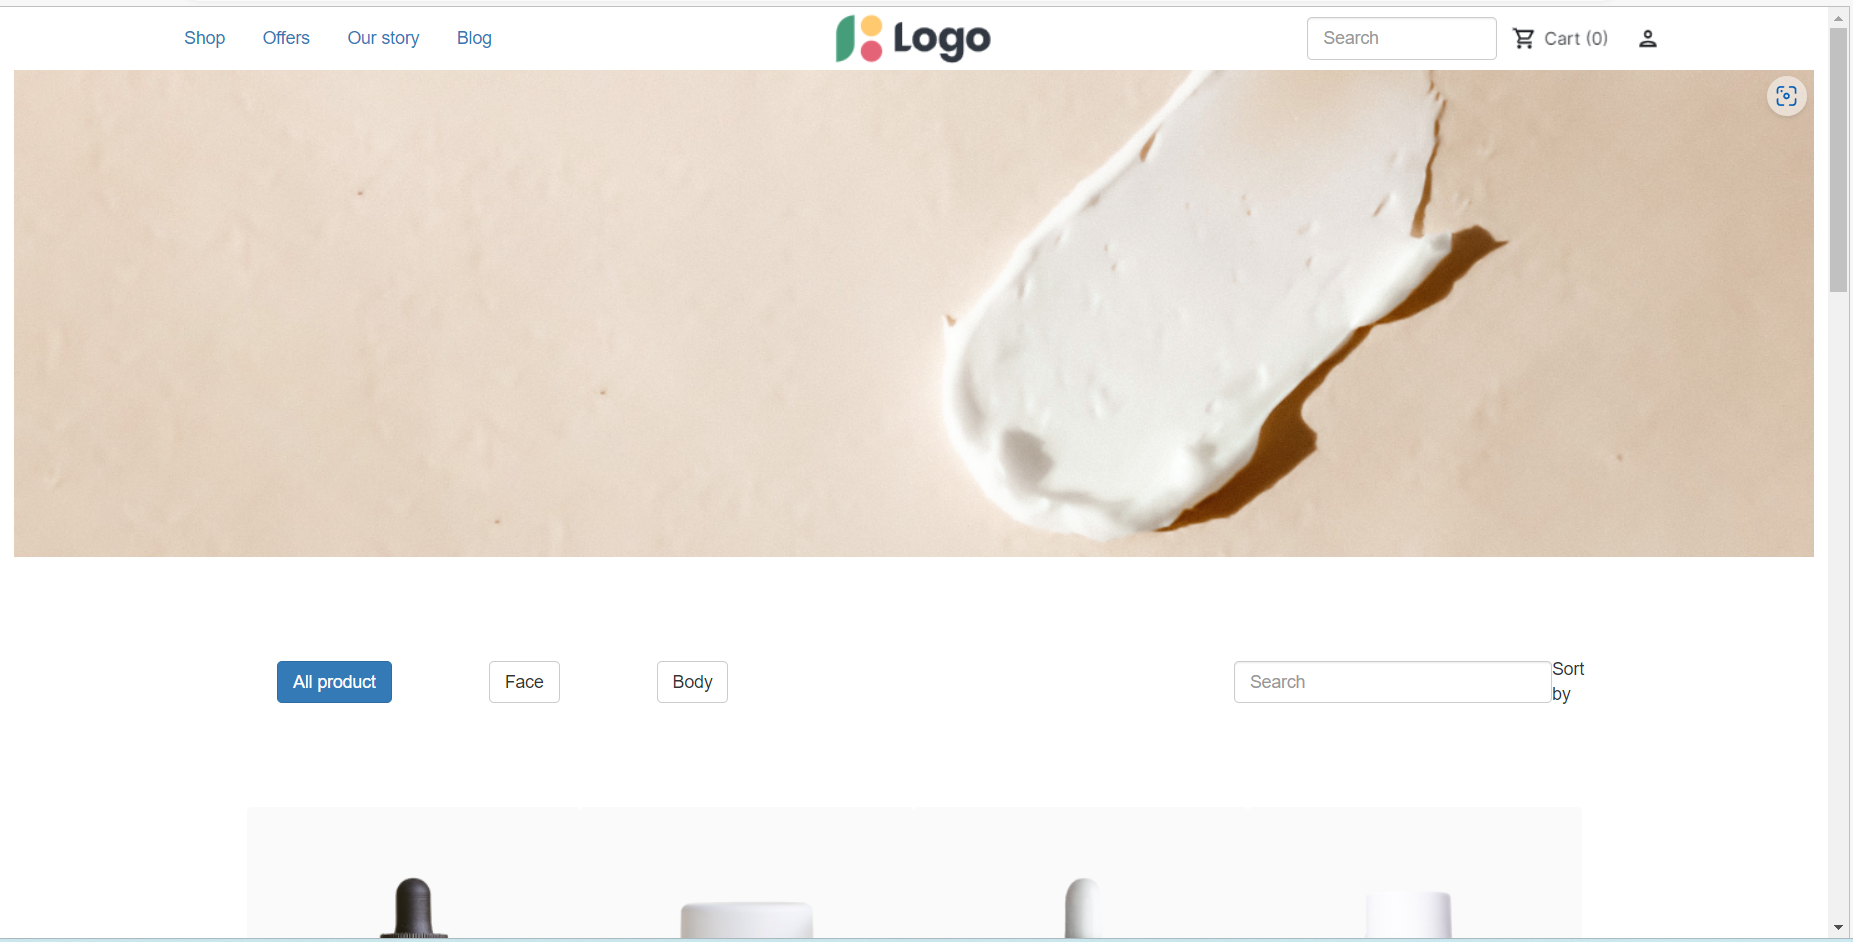 Shop Offers Our story Blog
Logo
Search
Cart (0)
All product Face Body
Search
Sort
by